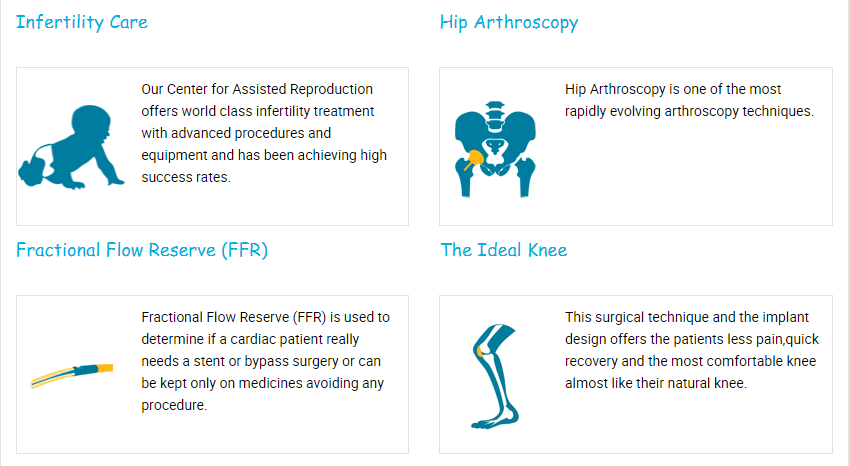 Infertility Care
Our Center for Assisted Reproduction
offers world class infertility treatment
with advanced procedures and
equipment and has been achieving high
success rates.
Hip Arthroscopy
Hip Arthroscopy is one of the most
rapidly evolving arthroscopy techniques.
Fractional Flow Reserve (FFR)
Fractional Flow Reserve (FFR) is used to
determine if a cardiac patient really
needs a stent or bypass surgery or can
be kept only on medicines avoiding any
procedure.
The Ideal Knee
This surgical technique and the implant
design offers the patients less pain,quick
recovery and the most comfortable knee
almost like their natural knee.